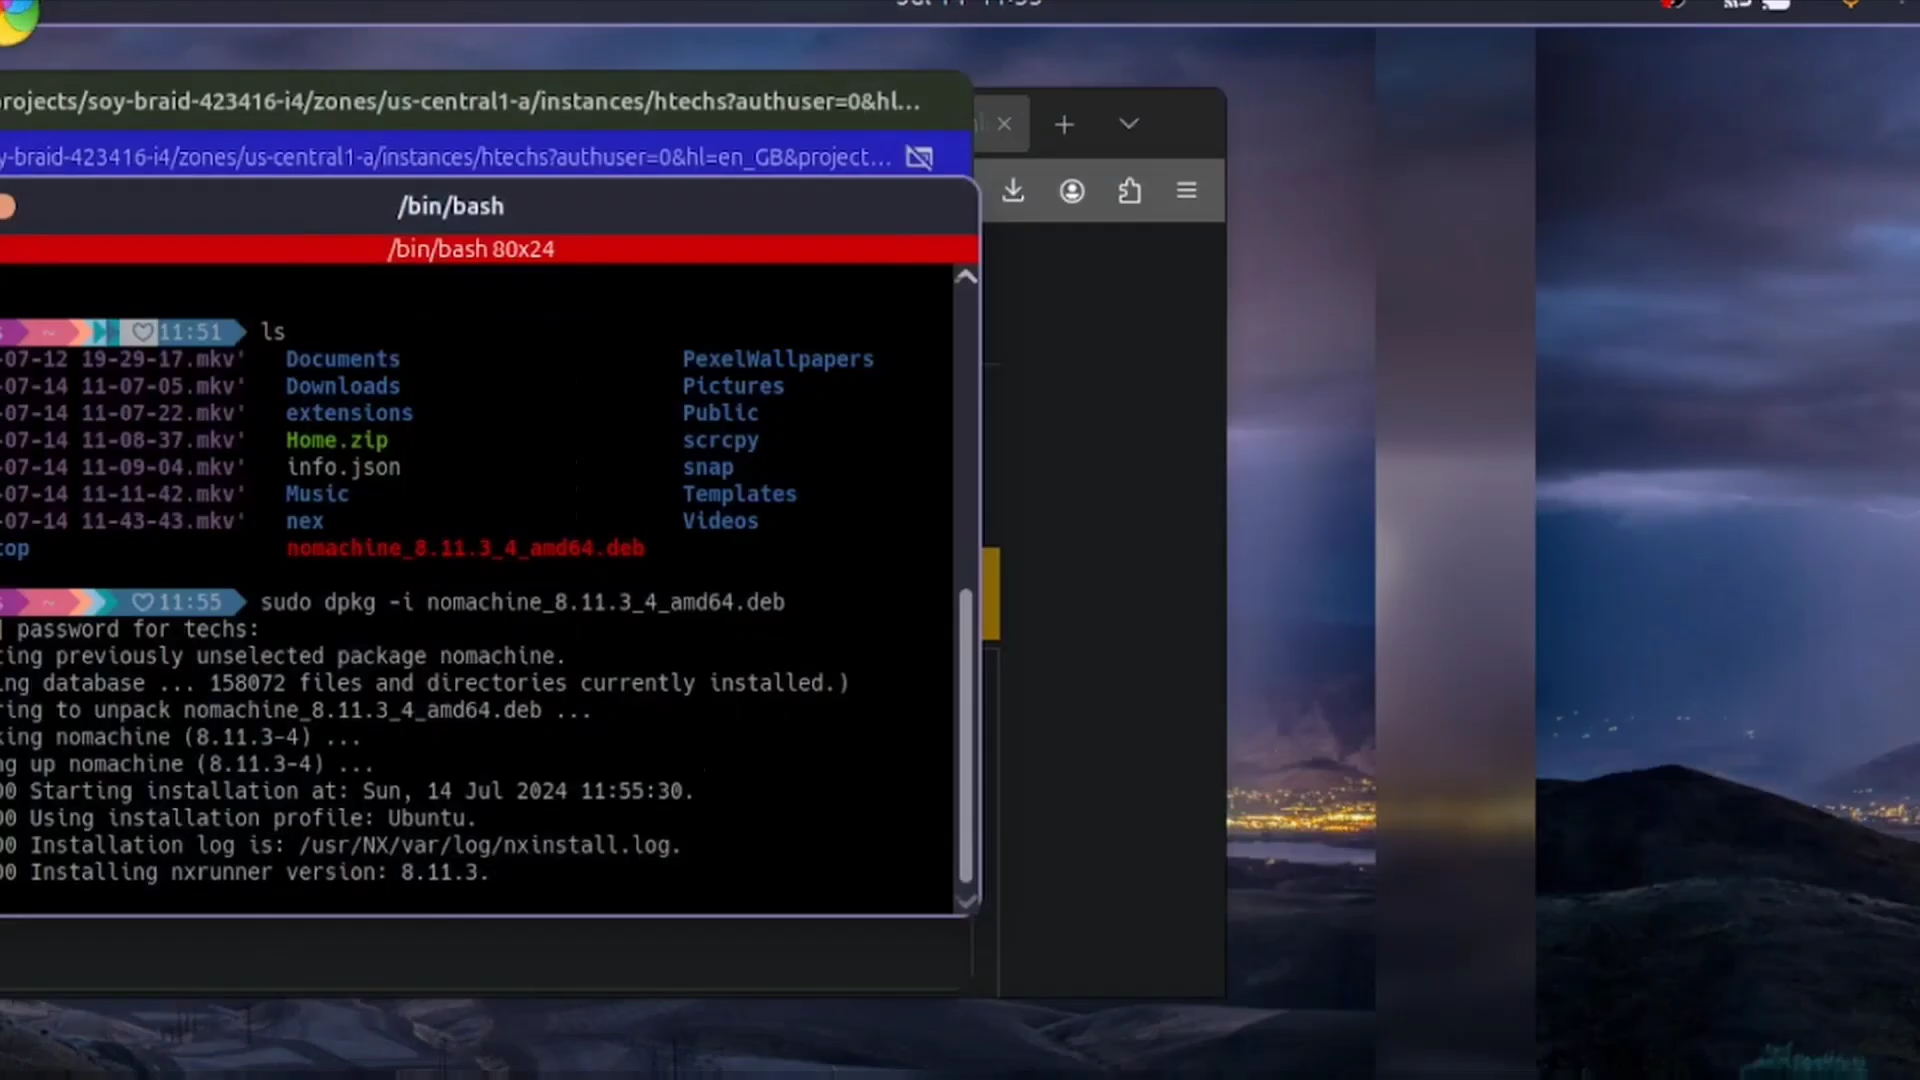 rojects/soy-braid-423416-i4/zones/us-central1-a/instances/htechs?authuser=0&hl...
y-braid-423416-i4/zones/us-central1-a/instances/htechs?authuser=0&hl=en_GB&project...
/bin/bash
/bin/bash 80x24
~ 11:51 ls
-07-12 19-29-17.mkv' Documents PexelWallpapers
-07-14 11-07-05.mkv' Downloads Pictures
-07-14 11-07-22.mkv' extensions Public
-07-14 11-08-37.mkv' Home.zip scrcpy
-07-14 11-09-04.mkv' info.json snap
-07-14 11-11-42.mkv' Music Templates
-07-14 11-43-43.mkv' nex Videos
top nomachine_8.11.3_4_amd64.deb
~ 11:55 sudo dpkg -i nomachine_8.11.3_4_amd64.deb
password for techs:
ting previously unselected package nomachine.
ng database ... 158072 files and directories currently installed.)
ring to unpack nomachine_8.11.3_4_amd64.deb ...
king nomachine (8.11.3-4) ...
ng up nomachine (8.11.3-4) ...
00 Starting installation at: Sun, 14 Jul 2024 11:55:30.
00 Using installation profile: Ubuntu.
00 Installation log is: /usr/NX/var/log/nxinstall.log.
00 Installing nxrunner version: 8.11.3.